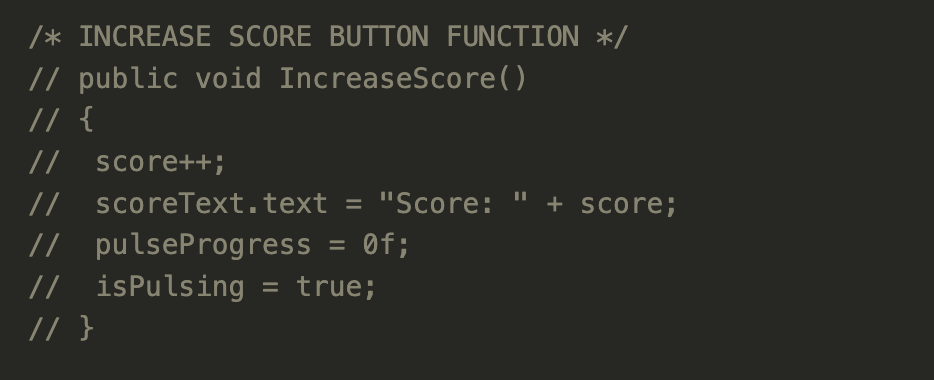 /* INCREASE SCORE BUTTON FUNCTION */
// public void IncreaseScore()
// {
//  score++;
//  scoreText.text = "Score: " + score;
//  pulseProgress = 0f;
//  isPulsing = true;
// }